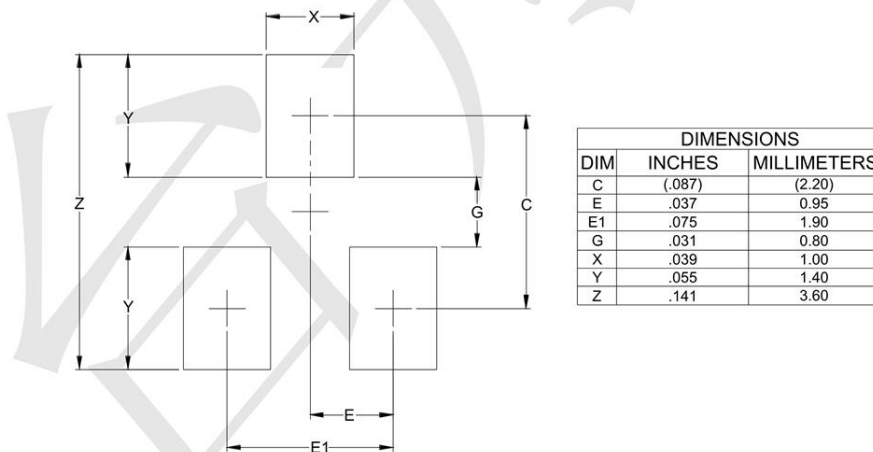 X
Y
Z
C
G
Y
E
E1
DIMENSIONS
DIM INCHES MILLIMETERS
C (.087) (2.20)
E .037 0.95
E1 .075 1.90
G .031 0.80
X .039 1.00
Y .055 1.40
Z .141 3.60